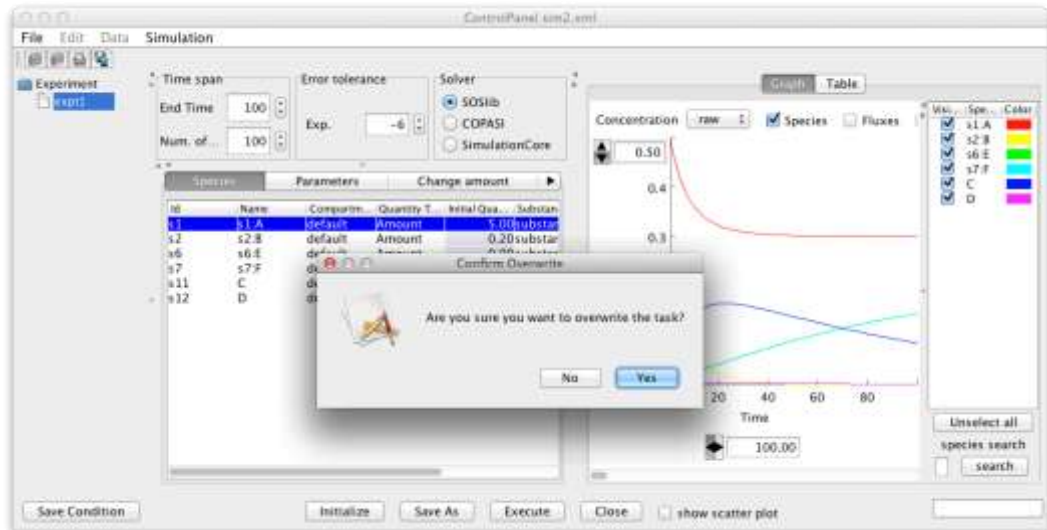 ControlPanel sim2.xml
File Edit Data Simulation
Experiment
expt1
Time span
End Time 100
Num. of... 100
Error tolerance
Exp. -6
Solver
SOSlib
COPASI
SimulationCore
Species Parameters Change amount
Id Name Compartm... Quantity T... Initial Qua... Substan
s1 s1:A default Amount 5.00 substan
s2 s2:B default Amount 0.20 substan
s6 s6:E
s7 s7:F
s11 C
s12 D
Graph Table
Concentration raw Species Fluxes
0.50
0.4
0.3
20 40 60 80
Time
100.00
Visi... Spe... Color
s1:A
s2:B
s6:E
s7:F
C
D
Unselect all
species search
search
Confirm Overwrite
Are you sure you want to overwrite the task?
No Yes
Save Condition Initialize Save As Execute Close show scatter plot